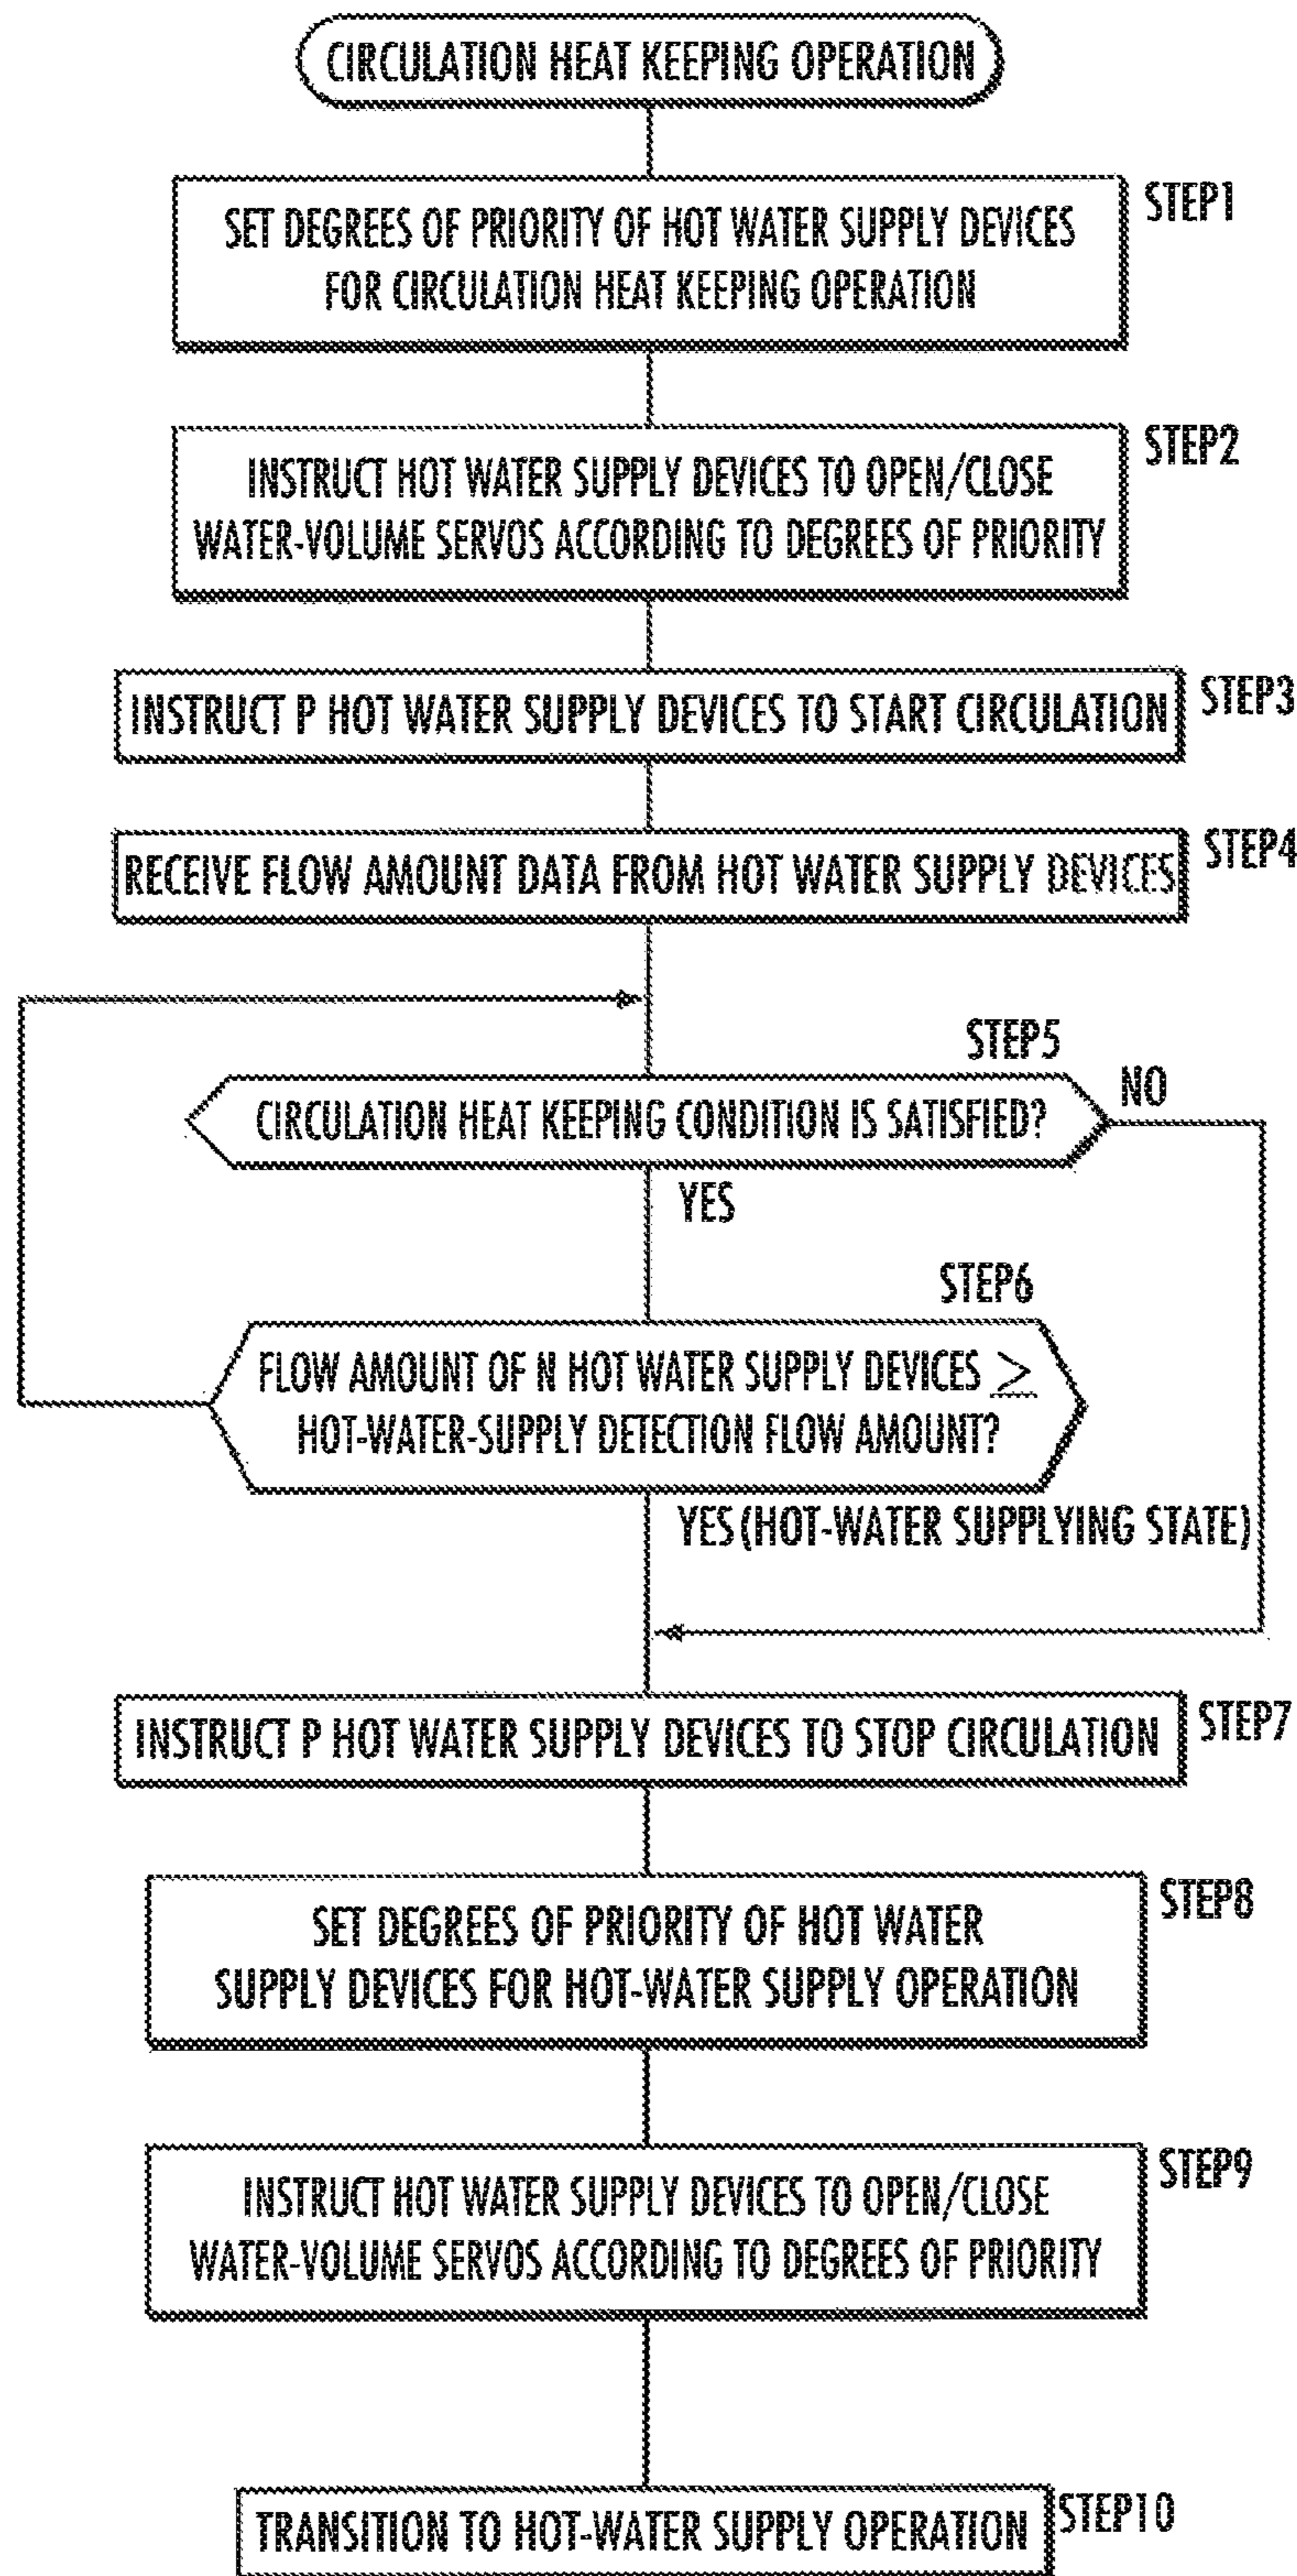 CIRCULATION HEAT KEEPING OPERATION
STEP1
SET DEGREES OF PRIORITY OF HOT WATER SUPPLY DEVICES
FOR CIRCULATION HEAT KEEPING OPERATION
STEP2
INSTRUCT HOT WATER SUPPLY DEVICES TO OPEN/CLOSE
WATER-VOLUME SERVOS ACCORDING TO DEGREES OF PRIORITY
STEP3
INSTRUCT P HOT WATER SUPPLY DEVICES TO START CIRCULATION
STEP4
RECEIVE FLOW AMOUNT DATA FROM HOT WATER SUPPLY DEVICES
STEP5
CIRCULATION HEAT KEEPING CONDITION IS SATISFIED?
NO
YES
STEP6
FLOW AMOUNT OF N HOT WATER SUPPLY DEVICES ≥
HOT-WATER-SUPPLY DETECTION FLOW AMOUNT?
YES (HOT-WATER SUPPLYING STATE)
STEP7
INSTRUCT P HOT WATER SUPPLY DEVICES TO STOP CIRCULATION
STEP8
SET DEGREES OF PRIORITY OF HOT WATER
SUPPLY DEVICES FOR HOT-WATER SUPPLY OPERATION
STEP9
INSTRUCT HOT WATER SUPPLY DEVICES TO OPEN/CLOSE
WATER-VOLUME SERVOS ACCORDING TO DEGREES OF PRIORITY
STEP10
TRANSITION TO HOT-WATER SUPPLY OPERATION